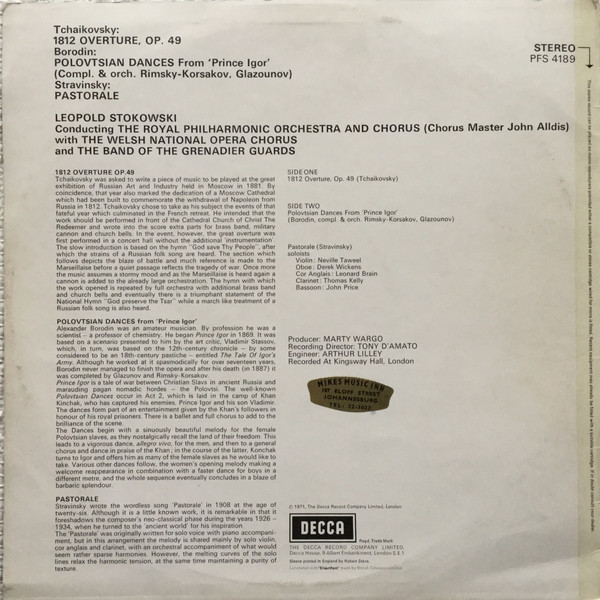 Tchaikovsky:
1812 OVERTURE, OP. 49
Borodin:
POLOVTSIAN DANCES From 'Prince Igor'
(Compl. & orch. Rimsky-Korsakov, Glazounov)
Stravinsky:
PASTORALE
STEREO
PFS 4189
LEOPOLD STOKOWSKI
Conducting THE ROYAL PHILHARMONIC ORCHESTRA AND CHORUS (Chorus Master John Alldis)
with THE WELSH NATIONAL OPERA CHORUS
and THE BAND OF THE GRENADIER GUARDS
1812 OVERTURE OP.49
Tchaikovsky was asked to write a piece of music to be played at the great
exhibition of Russian Art and Industry held in Moscow in 1881. By
coincidence, that year also marked the dedication of a Moscow Cathedral
which had been built to commemorate the withdrawal of Napoleon from
Russia in 1812. Tchaikovsky chose to take as his subject the events of that
fateful year which culminated in the French retreat. He intended that the
work should be performed in front of the Cathedral Church of Christ The
Redeemer and wrote into the score extra parts for brass band, military
cannon and church bells. In the event, however, the great overture was
first performed in a concert hall without the additional 'instrumentation'.
The slow introduction is based on the hymn "God save Thy People", after
which the strains of a Russian folk song are heard. The section which
follows depicts the blaze of battle and much reference is made to the
Marseillaise before a quiet passage reflects the tragedy of war. Once more
the music assumes a stormy mood and as the Marseillaise is heard again a
cannon is added to the already large orchestration. The hymn with which
the work opened is repeated by full orchestra with additional brass band
and church bells and eventually there is a triumphant statement of the
National Hymn "God preserve the Tsar" while a march like treatment of a
Russian folk song is also heard.
POLOVTSIAN DANCES from 'Prince Igor'
Alexander Borodin was an amateur musician. By profession he was a
scientist - a professor of chemistry. He began Prince Igor in 1869. It was
based on a scenario presented to him by the art critic, Vladimir Stassov,
which, in turn, was based on the 12th-century chronicle - by some
considered to be an 18th-century pastiche - entitled The Tale Of Igor's
Army. Although he worked at it spasmodically for over seventeen years,
Borodin never managed to finish the opera and after his death (in 1887) it
was completed by Glazunov and Rimsky-Korsakov.
Prince Igor is a tale of war between Christian Slavs in ancient Russia and
marauding pagan nomadic hordes - the Polovtsi. The well-known
Polovtsian Dances occur in Act 2, which is laid in the camp of Khan
Kinchak, who has captured his enemies, Prince Igor and his son Vladimir.
The dances form part of an entertainment given by the Khan's followers in
honour of his royal prisoners. There is a ballet and full chorus to add to the
brilliance of the scene.
The Dances begin with a sinuously beautiful melody for the female
Polovtsian slaves, as they nostalgically recall the land of their freedom. This
leads to a vigorous dance, allegro vivo, for the men, and then to a general
chorus and dance in praise of the Khan; in the course of the latter, Konchak
turns to Igor and offers him as many of the female slaves as he would like to
take. Various other dances follow, the women's opening melody making a
welcome reappearance in combination with a faster dance for boys in a
different metre, and the whole sequence eventually concludes in a blaze of
barbaric splendour.
PASTORALE
Stravinsky wrote the wordless song 'Pastorale' in 1908 at the age of
twenty-six. Although it is a little known work, it is remarkable in that it
foreshadows the composer's neo-classical phase during the years 1926 -
1934, when he turned to the 'ancient world' for his inspiration
The 'Pastorale' was originally written for solo voice with piano accompani-
ment, but in this arrangement the melody is shared mainly by solo violin,
cor anglais and clarinet, with an orchestral accompaniment of what would
seem rather sparse harmonies. However, the melting curves of the solo
lines relax the harmonic tension, at the same time maintaining a purity of
texture.
SIDE ONE
1812 Overture, Op. 49 (Tchaikovsky)
SIDE TWO
Polovtsian Dances From 'Prince Igor'
(Borodin, compl. & orch. Rimsky-Korsakov, Glazounov)
Pastorale (Stravinsky)
soloists
Violin: Neville Taweel
Oboe: Derek Wickens
Cor Anglais: Leonard Brain
Clarinet: Thomas Kelly
Bassoon: John Price
Producer: MARTY WARGO
Recording Director: TONY D'AMATO
Engineer: ARTHUR LILLEY
Recorded At Kingsway Hall, London
MIKES MUSIC INN
ELOFF STREET
JOHANNESBURG
© 1971, The Decca Record Company Limited, London
DECCA
Regd. Trade Mark
THE DECCA RECORD COMPANY LIMITED,
Decca House, 9 Albert Embankment, London S E 1
Sleeve printed in England by Robert Stace